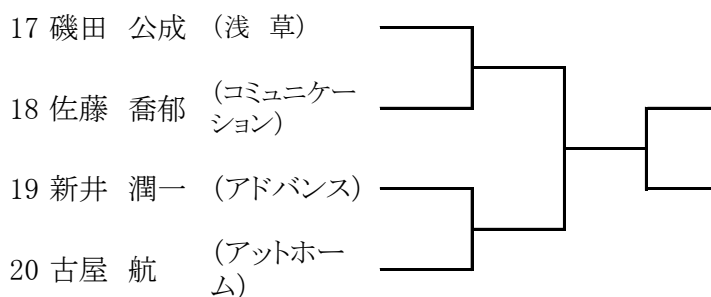 17 磯田 公成 (浅 草)
18 佐藤 喬郁 (コミュニケー
ション)
19 新井 潤一 (アドバンス)
20 古屋 航 (アットホー
ム)